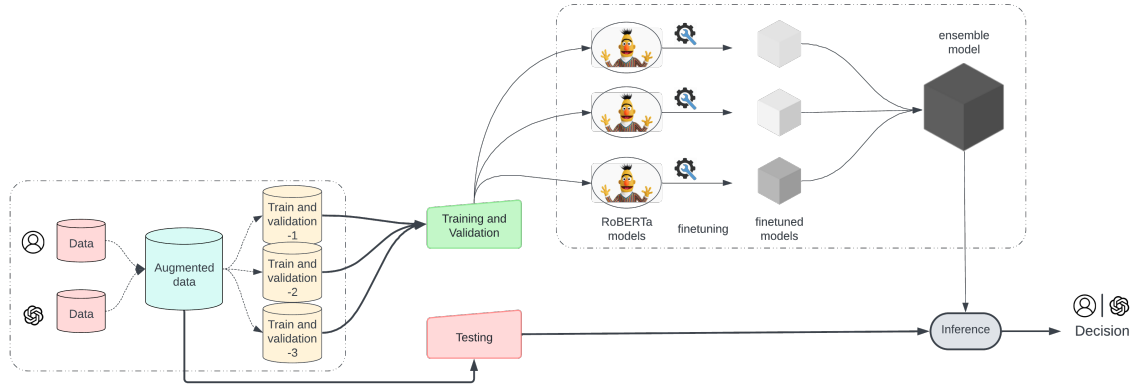 Data
Data
Augmented
data
Train and
validation
-1
Train and
validation
-2
Train and
validation
-3
Training and
Validation
Testing
RoBERTa
models
finetuning
finetuned
models
ensemble
model
Inference
Decision